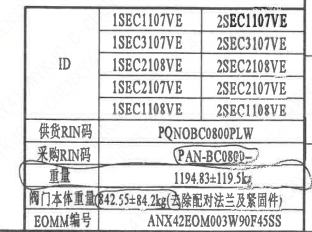 ID
1SEC1107VE 2SEC1107VE
1SEC3107VE 2SEC3107VE
1SEC2108VE 2SEC2108VE
1SEC2107VE 2SEC2107VE
1SEC1108VE 2SEC1108VE
供货RIN码 PQNOBC0800PLW
采购RIN码 PAN-BC0800-
重量 1194.83±119.5kg
阀门本体重量 842.55±84.2kg(去除配对法兰及紧固件)
EOMM编号 ANX42EOM003W90F45SS